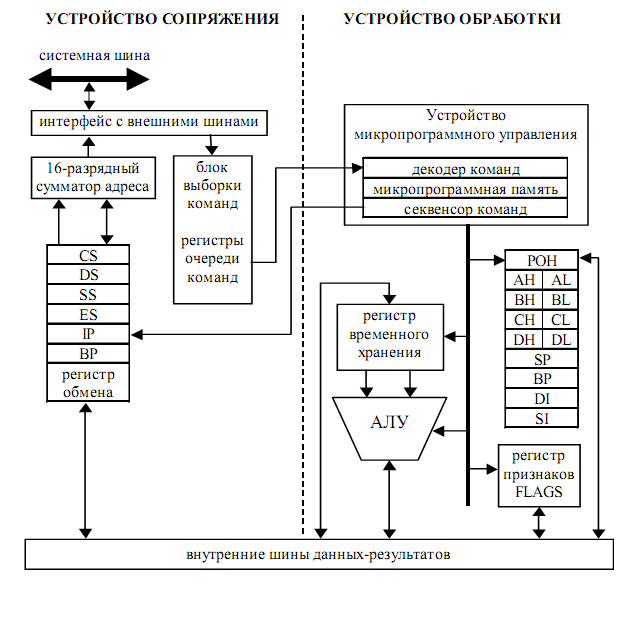 УСТРОЙСТВО СОПРЯЖЕНИЯ
УСТРОЙСТВО ОБРАБОТКИ
системная шина
интерфейс с внешними шинами
16-разрядный
сумматор адреса
блок
выборки
команд
регистры
очереди
команд
CS
DS
SS
ES
IP
BP
регистр
обмена
Устройство
микропрограммного управления
декодер команд
микропрограммная память
секвенсор команд
регистр
временного
хранения
АЛУ
РОН
AH AL
BH BL
CH CL
DH DL
SP
BP
DI
SI
регистр
признаков
FLAGS
внутренние шины данных-результатов